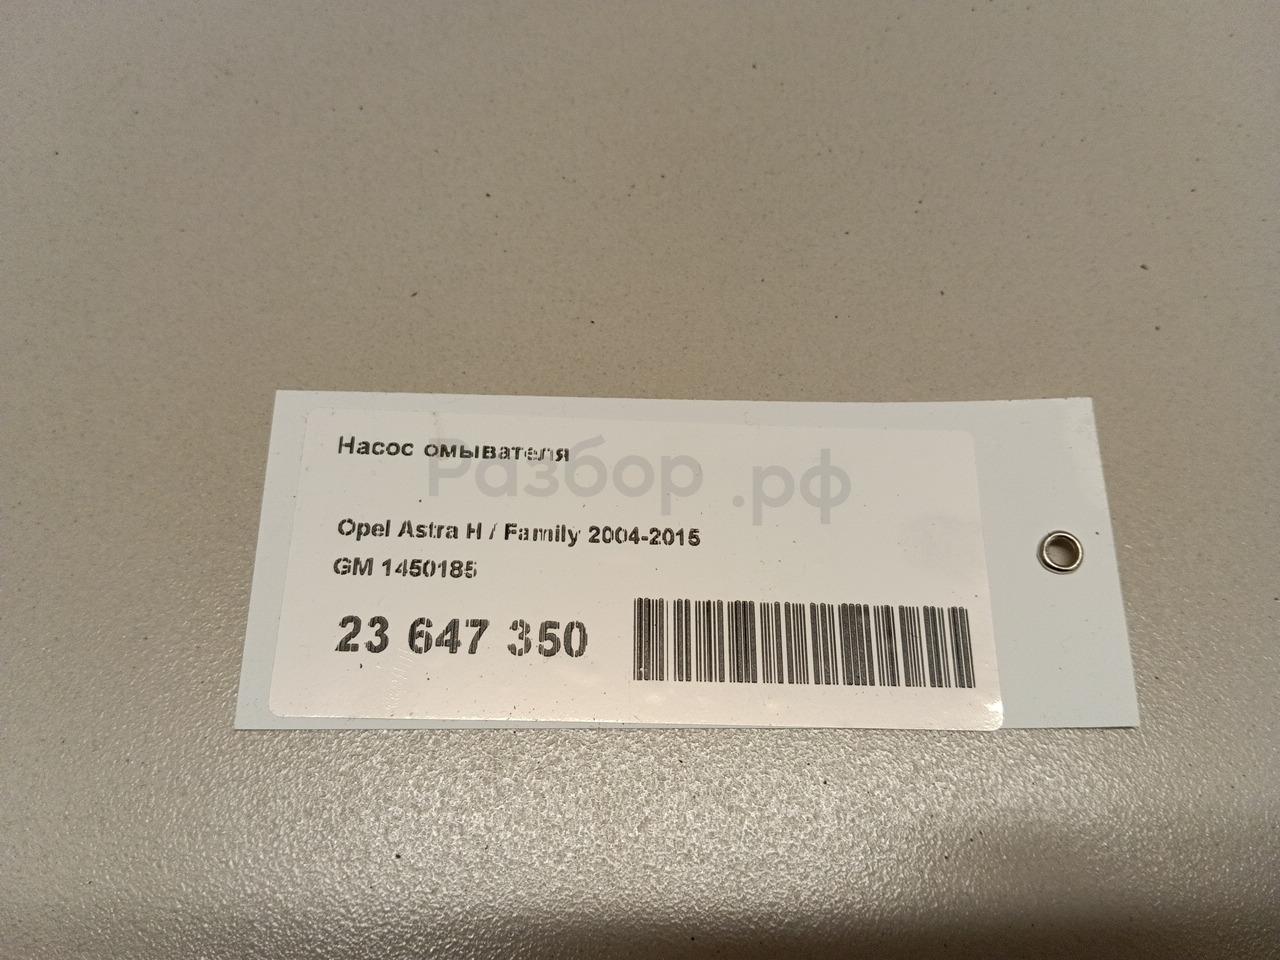 Насос омывателя
Разбор.рф
Opel Astra H / Family 2004-2015
GM 1450185
23 647 350